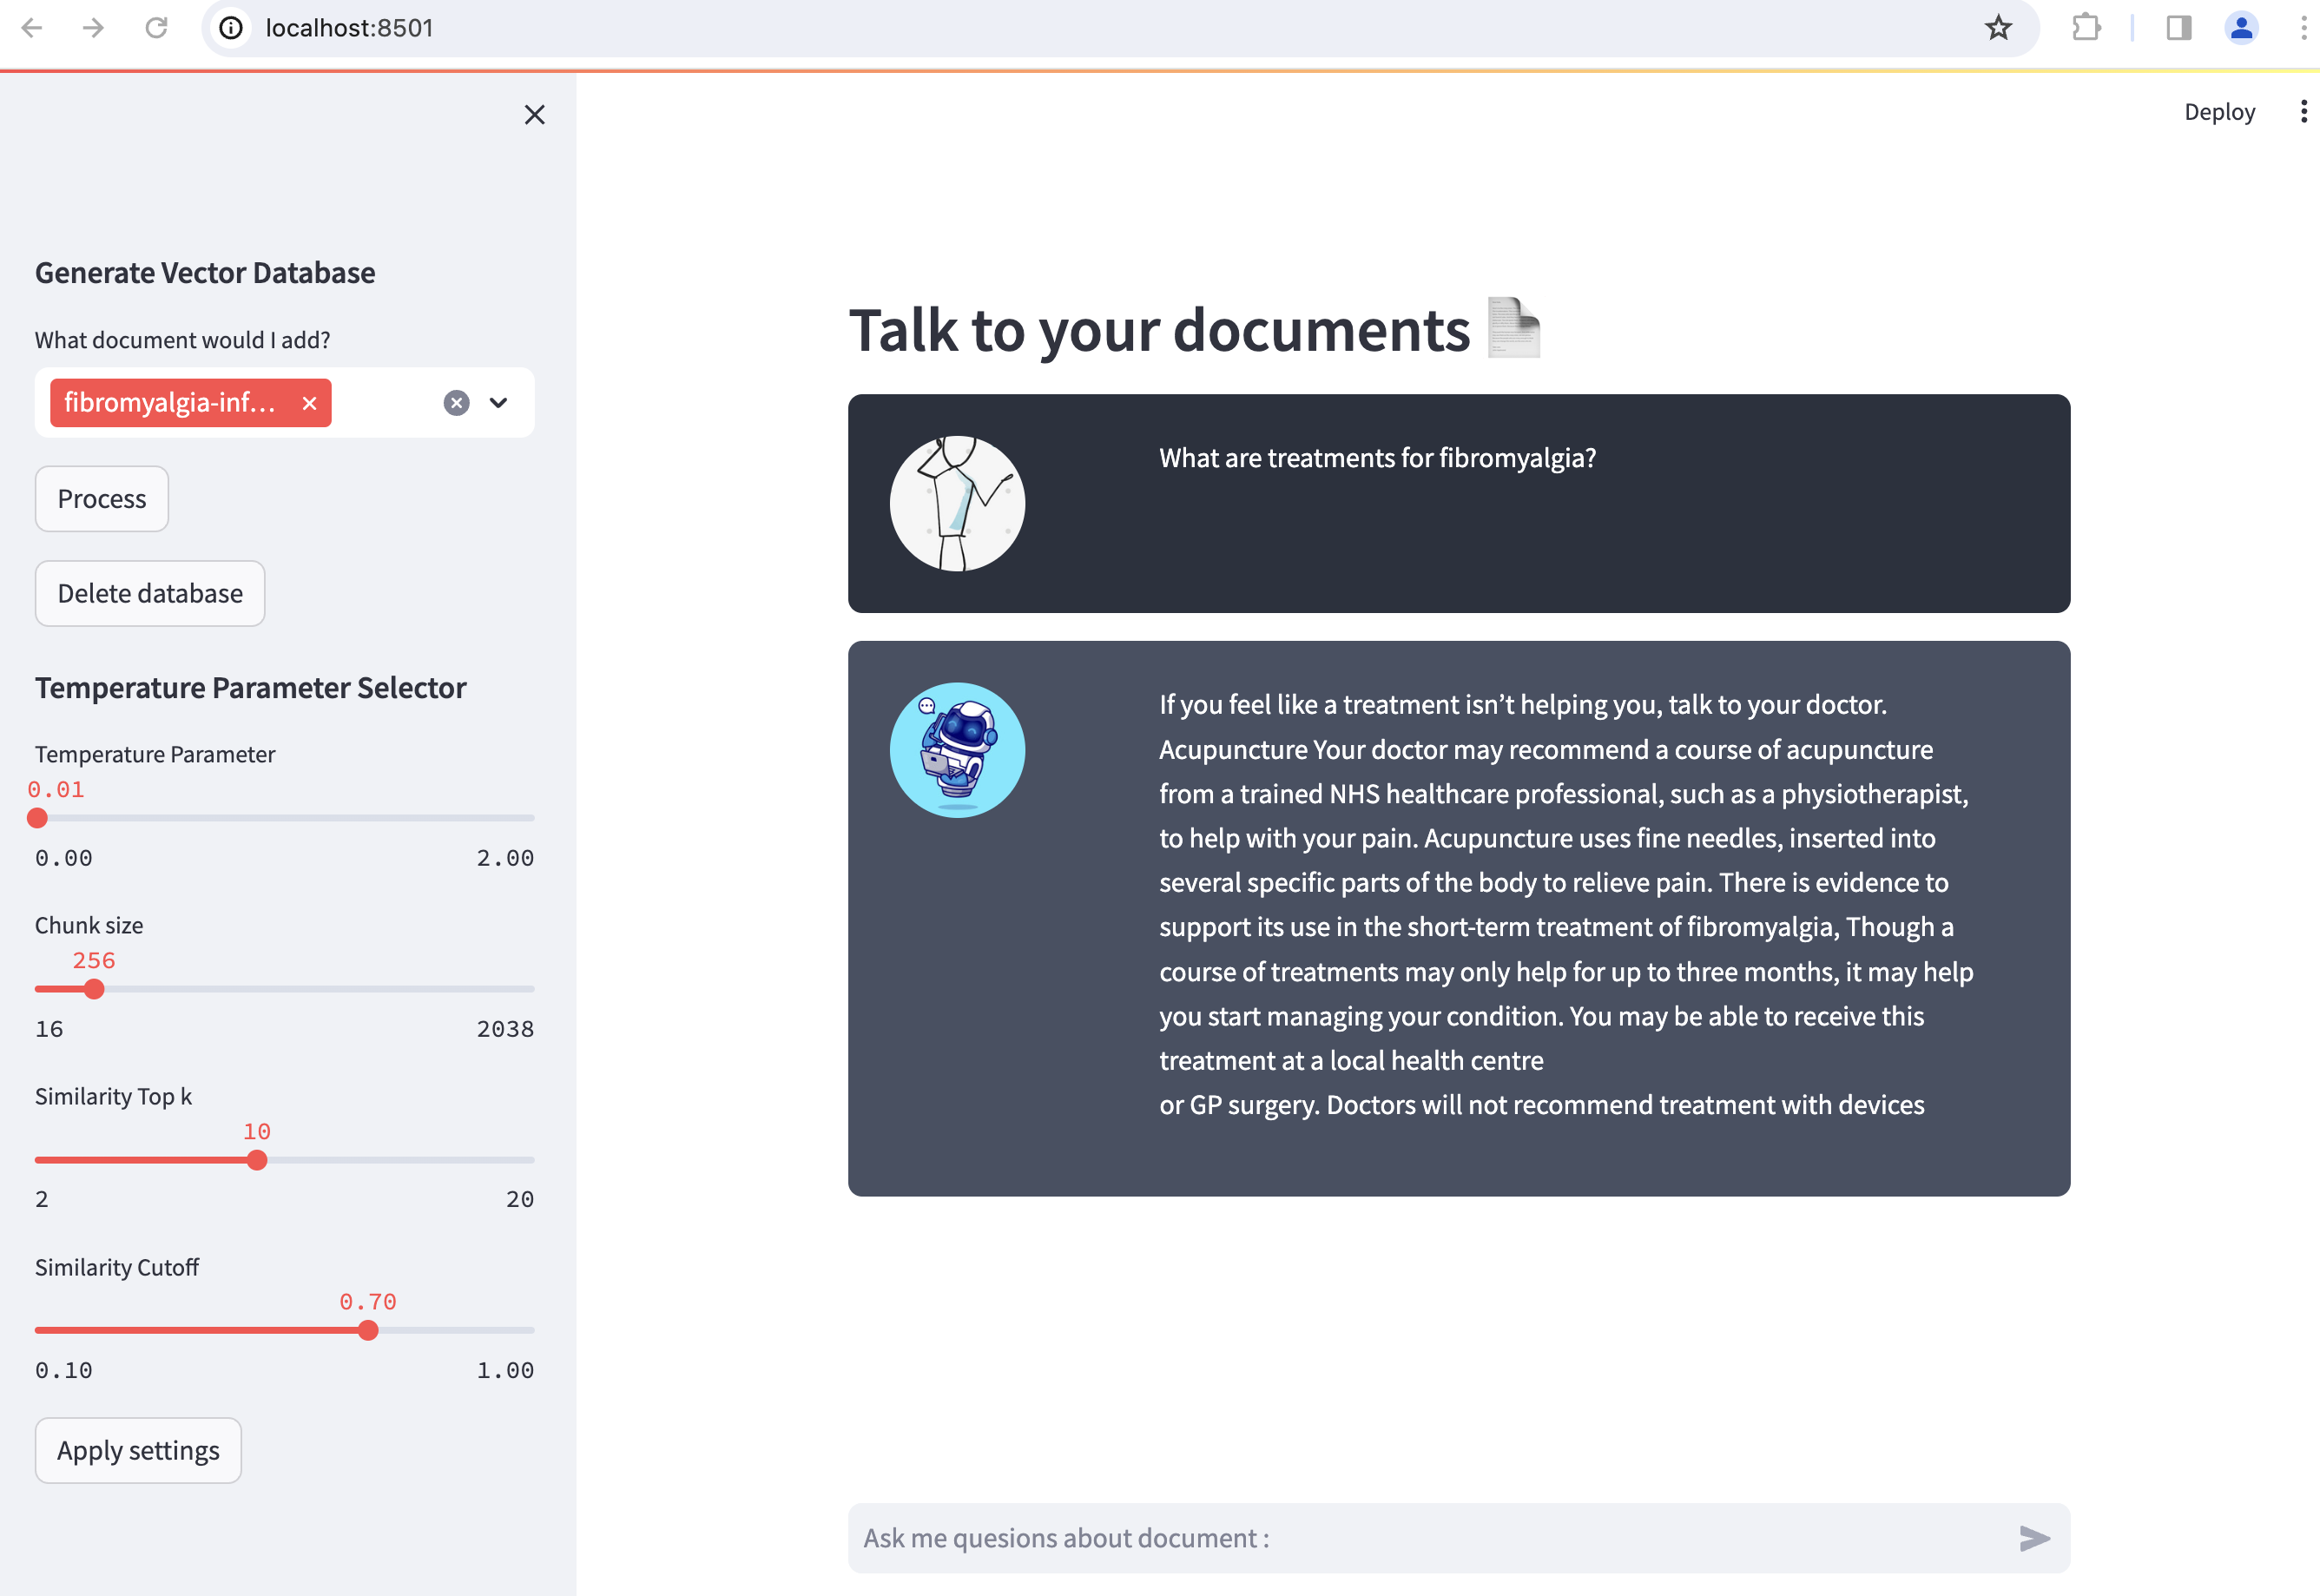 localhost:8501
Deploy
Generate Vector Database
What document would I add?
fibromyalgia-inf...
Process
Delete database
Temperature Parameter Selector
Temperature Parameter
0.01
0.00
2.00
Chunk size
256
16
2038
Similarity Top k
10
2
20
Similarity Cutoff
0.70
0.10
1.00
Apply settings
Talk to your documents
What are treatments for fibromyalgia?
If you feel like a treatment isn’t helping you, talk to your doctor.
Acupuncture Your doctor may recommend a course of acupuncture
from a trained NHS healthcare professional, such as a physiotherapist,
to help with your pain. Acupuncture uses fine needles, inserted into
several specific parts of the body to relieve pain. There is evidence to
support its use in the short-term treatment of fibromyalgia, Though a
course of treatments may only help for up to three months, it may help
you start managing your condition. You may be able to receive this
treatment at a local health centre
or GP surgery. Doctors will not recommend treatment with devices
Ask me quesions about document :